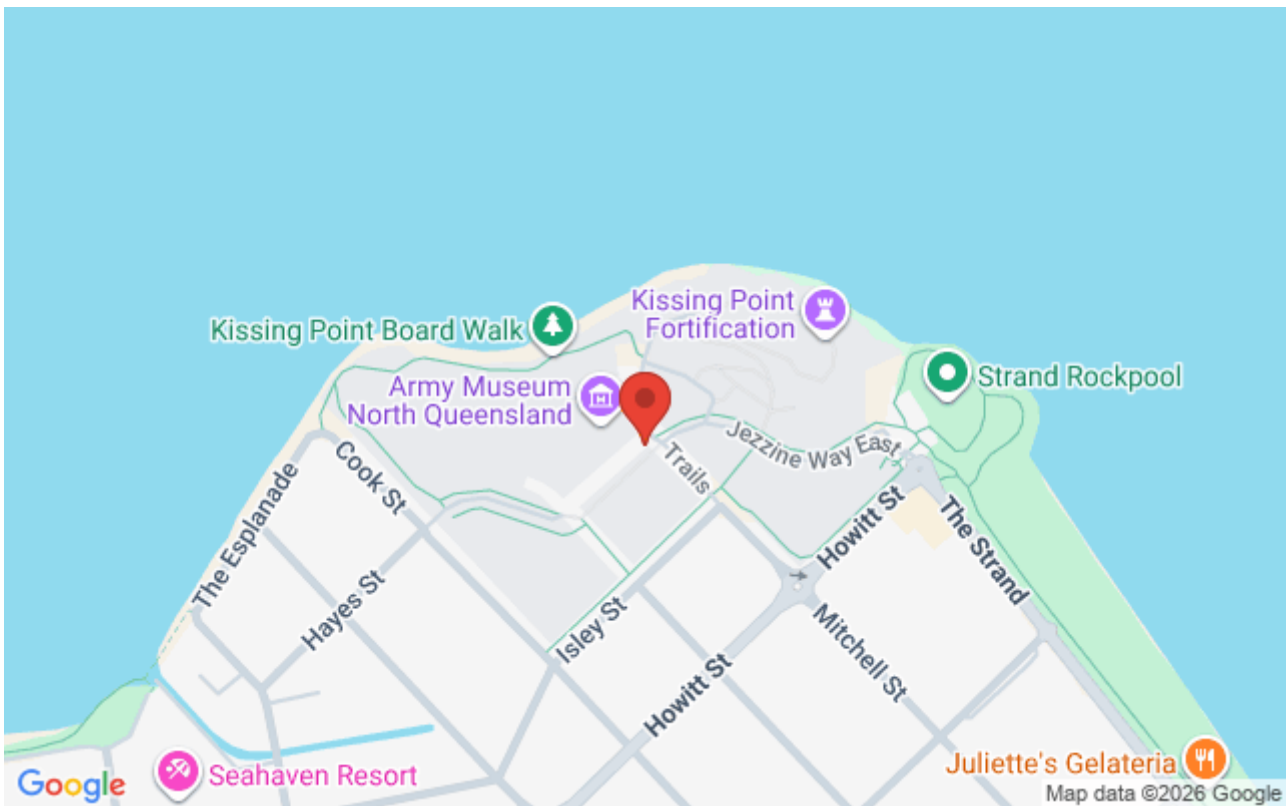 Kissing Point
Fortification
Kissing Point Board Walk
Army Museum
North Queensland
Strand Rockpool
Jezzine Way East
Trails
Cook St
The Esplanade
Hayes St
Howitt St
The Strand
Isley St
Mitchell St
Howitt St
Seahaven Resort
Juliette's Gelateria
Google
Map data ©2026 Google